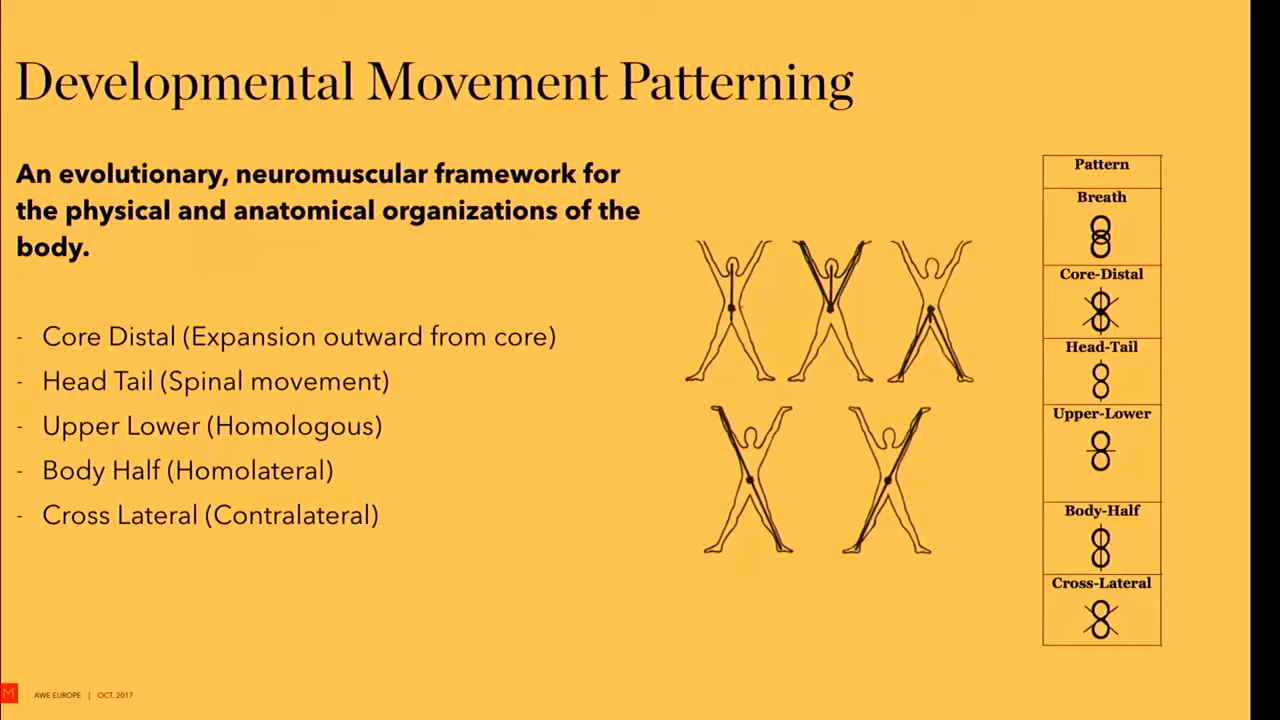 Developmental Movement Patterning
An evolutionary, neuromuscular framework for
the physical and anatomical organizations of the
body.
- Core Distal (Expansion outward from core)
- Head Tail (Spinal movement)
- Upper Lower (Homologous)
- Body Half (Homolateral)
- Cross Lateral (Contralateral)
Pattern
Breath
Core-Distal
Head-Tail
Upper-Lower
Body-Half
Cross-Lateral
M
AWE EUROPE | OCT. 2017